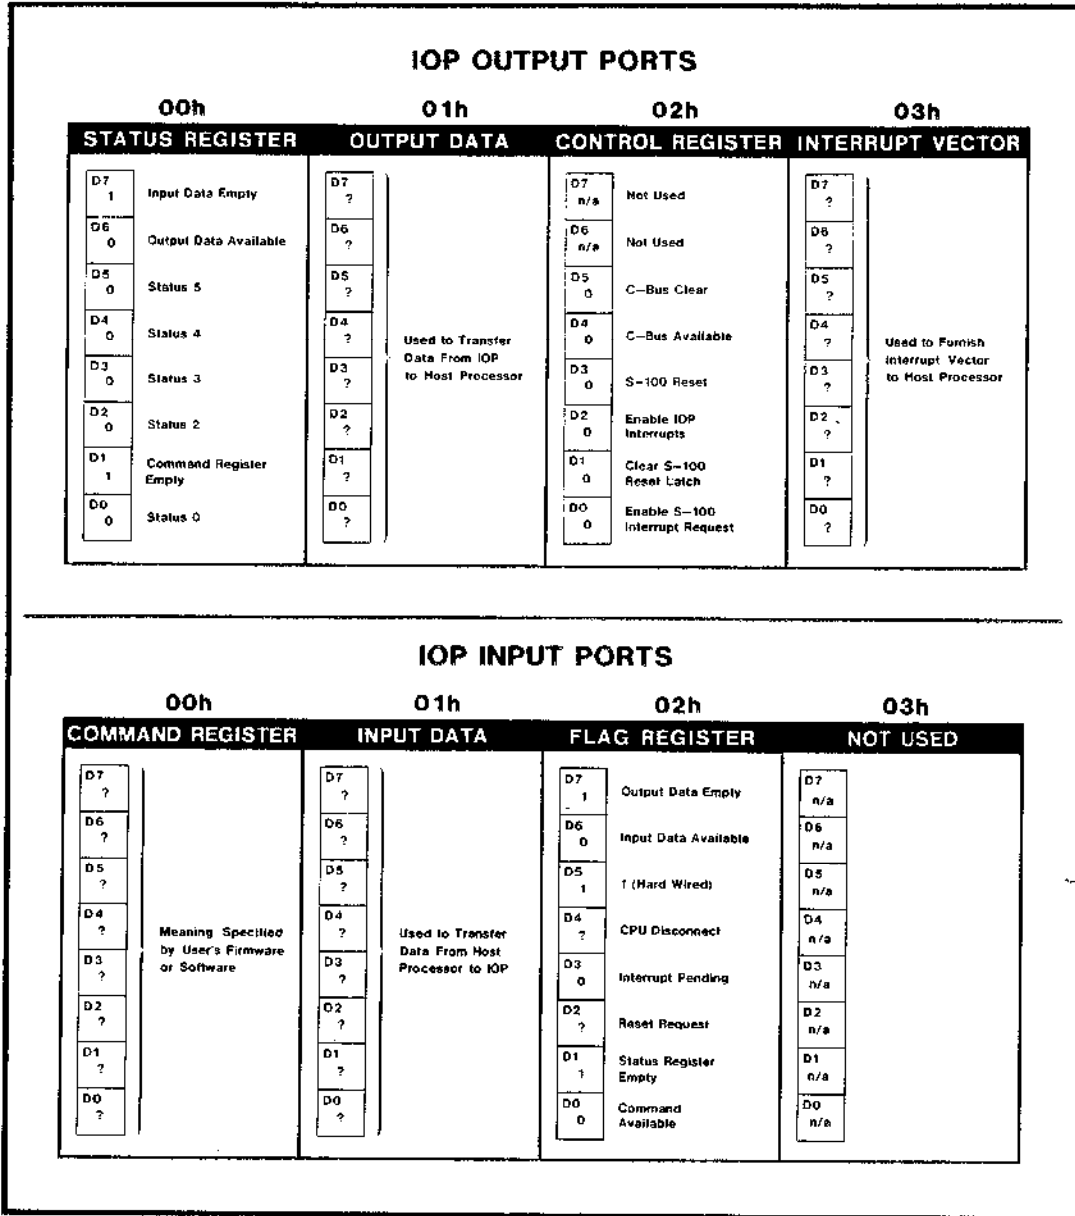 IOP OUTPUT PORTS
00h 01h 02h 03h
STATUS REGISTER OUTPUT DATA CONTROL REGISTER INTERRUPT VECTOR
D7
1
Input Data Empty
D6
0
Output Data Available
D5
0
Status 5
D4
0
Status 4
D3
0
Status 3
D2
0
Status 2
D1
1
Command Register
Empty
D0
0
Status 0
D7
?
D6
?
D5
?
D4
?
D3
?
D2
?
D1
?
D0
?
Used to Transfer
Data From IOP
to Host Processor
D7
n/a
Not Used
D6
n/a
Not Used
D5
0
C-Bus Clear
D4
0
C-Bus Available
D3
0
S-100 Reset
D2
0
Enable IOP
Interrupts
D1
0
Clear S-100
Reset Latch
D0
0
Enable S-100
Interrupt Request
D7
?
D6
?
D5
?
D4
?
D3
?
D2
?
D1
?
D0
?
Used to Furnish
Interrupt Vector
to Host Processor
IOP INPUT PORTS
00h 01h 02h 03h
COMMAND REGISTER INPUT DATA FLAG REGISTER NOT USED
D7
?
D6
?
D5
?
D4
?
D3
?
D2
?
D1
?
D0
?
Meaning Specified
by User's Firmware
or Software
D7
?
D6
?
D5
?
D4
?
D3
?
D2
?
D1
?
D0
?
Used to Transfer
Data From Host
Processor to IOP
D7
1
Output Data Empty
D6
0
Input Data Available
D5
1
1 (Hard Wired)
D4
?
CPU Disconnect
D3
0
Interrupt Pending
D2
?
Reset Request
D1
1
Status Register
Empty
D0
0
Command
Available
D7
n/a
D6
n/a
D5
n/a
D4
n/a
D3
n/a
D2
n/a
D1
n/a
D0
n/a